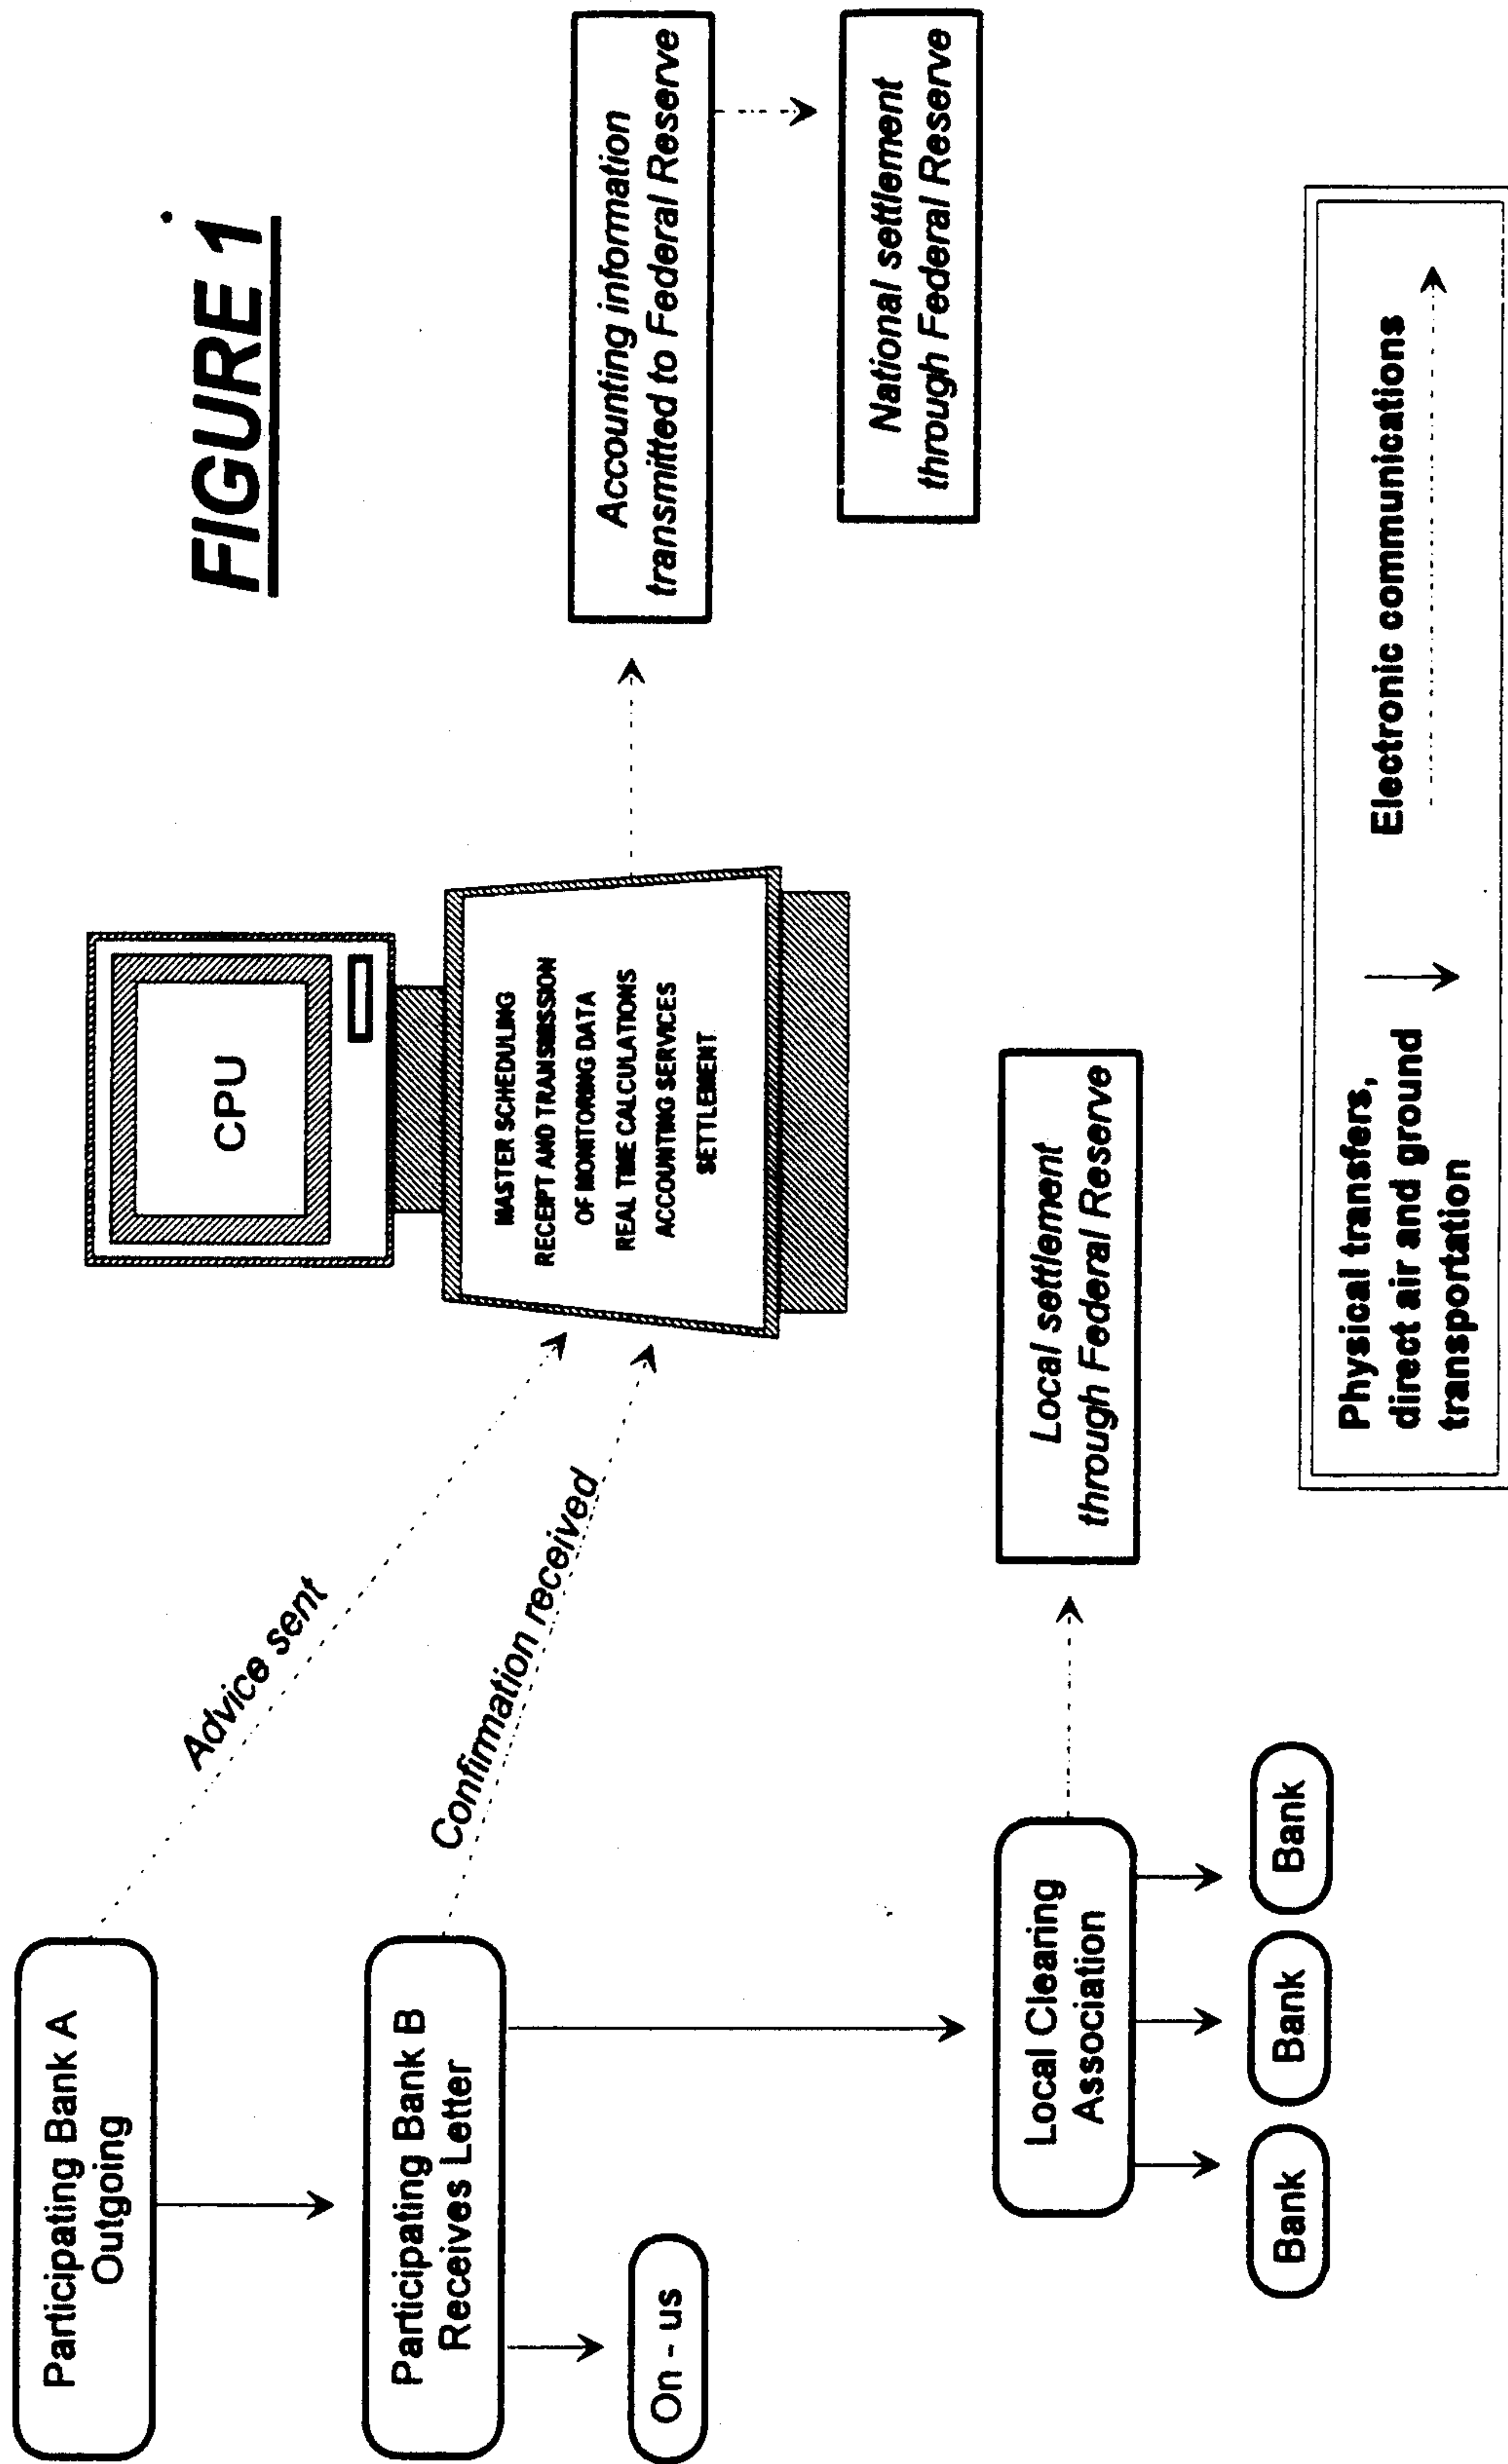 FIGURE 1
Participating Bank A
Outgoing
Advice sent
Participating Bank B
Receives Letter
Confirmation received
On - us
CPU
MASTER SCHEDULING
RECEIPT AND TRANSMISSION
OF MONITORING DATA
REAL TIME CALCULATIONS
ACCOUNTING SERVICES
SETTLEMENT
Accounting information
transmitted to Federal Reserve
National settlement
through Federal Reserve
Local Clearing
Association
Local settlement
through Federal Reserve
Bank
Bank
Bank
Physical transfers,
direct air and ground
transportation
Electronic communications